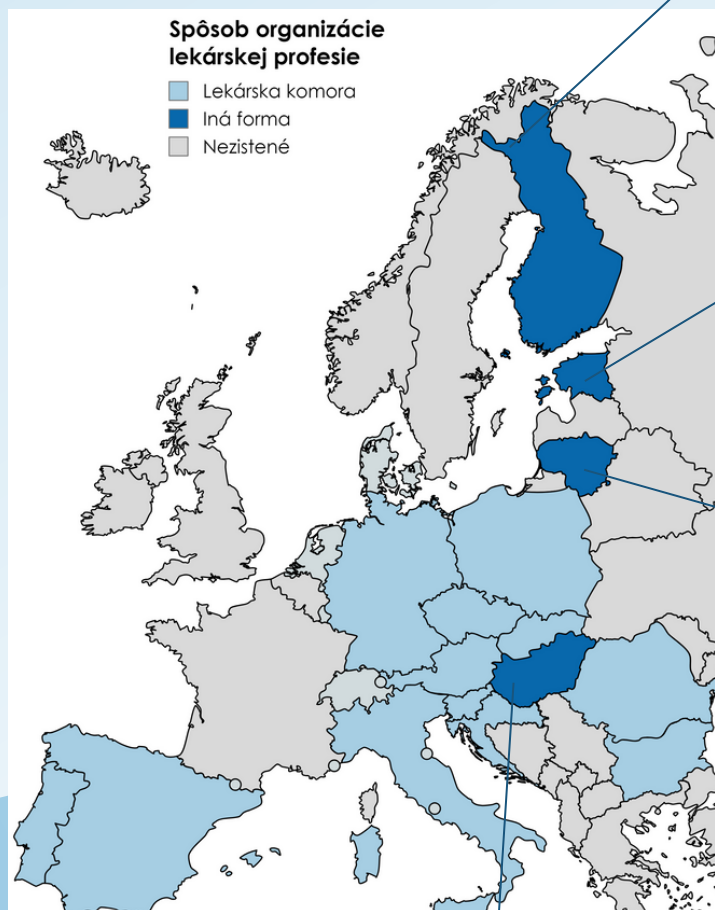 Spôsob organizácie
lekárskej profesie
Lekárska komora
Iná forma
Nezistené